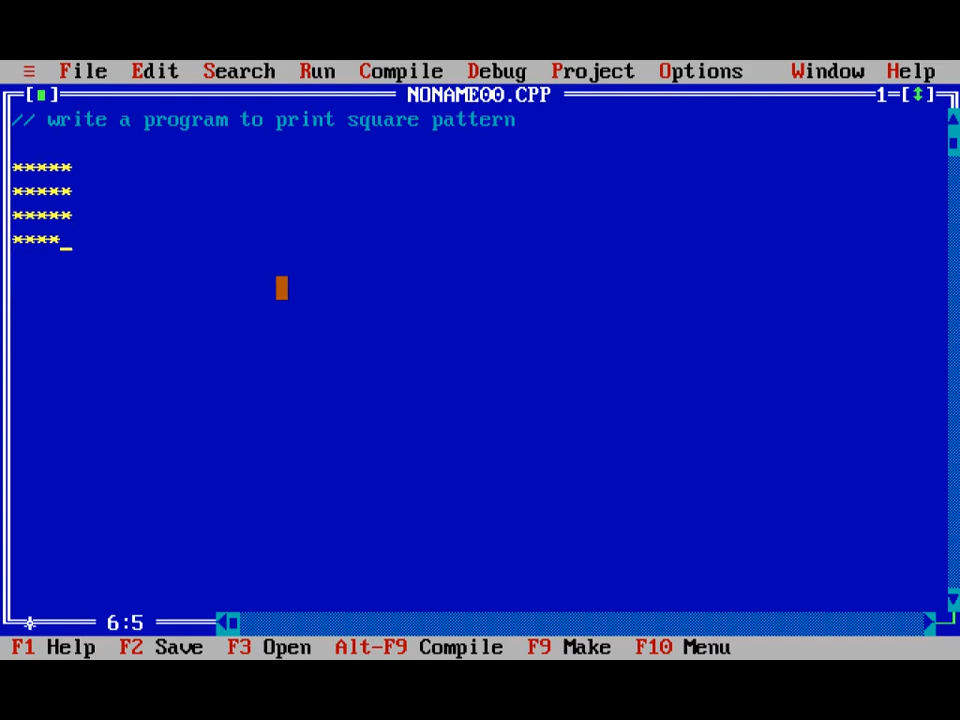 ≡ File Edit Search Run Compile Debug Project Options Window Help
[■] NONAME00.CPP 1=[↕]
// write a program to print square pattern
*****
*****
*****
****_
6:5
F1 Help F2 Save F3 Open Alt-F9 Compile F9 Make F10 Menu